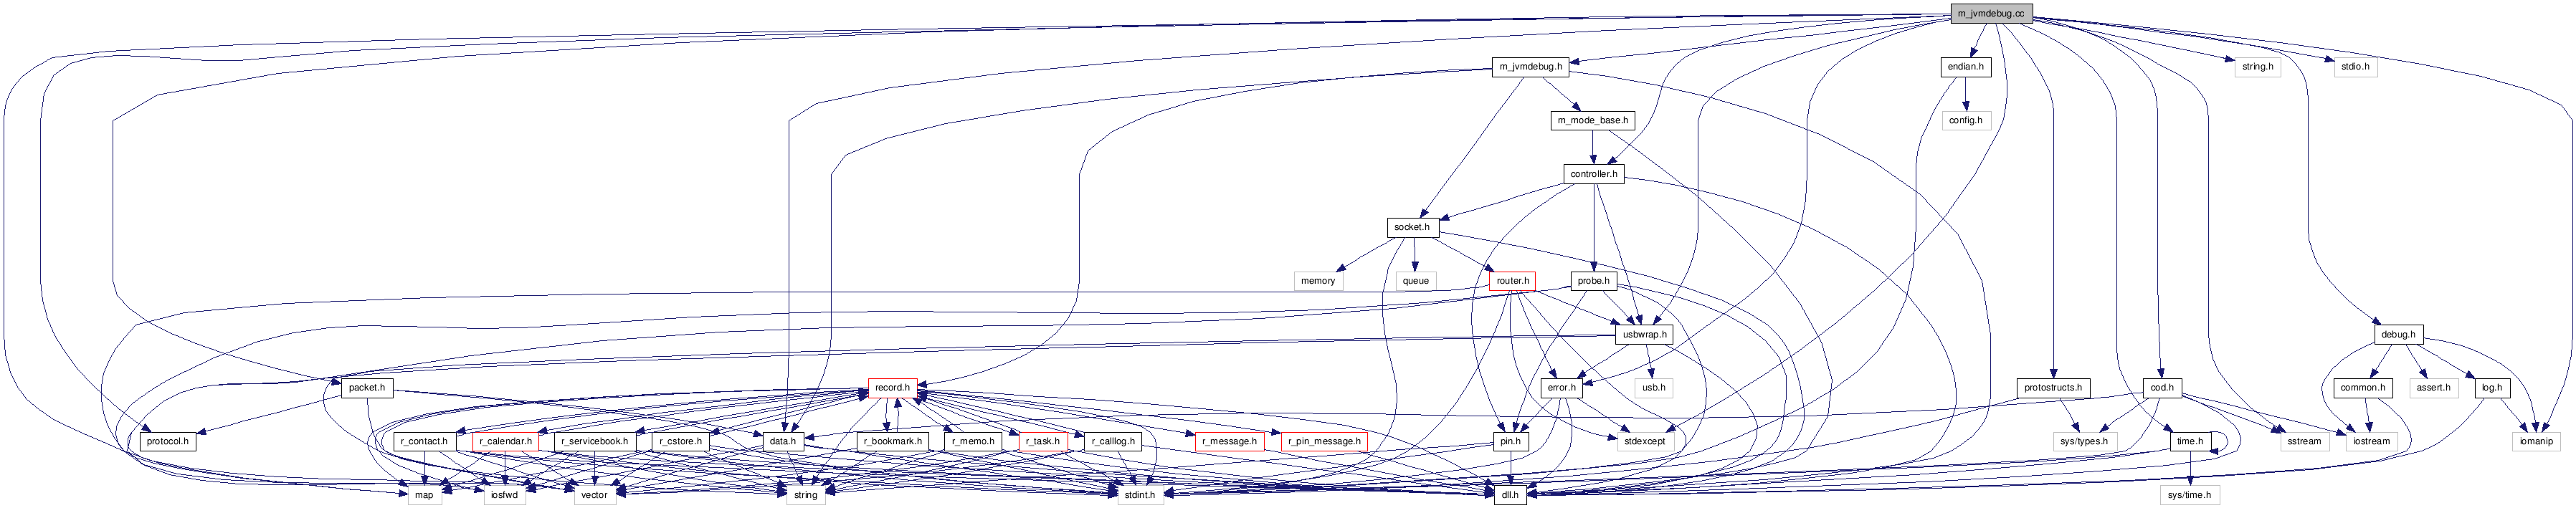 m_jvmdebug.cc
m_jvmdebug.h
endian.h
string.h
stdio.h
m_mode_base.h
config.h
controller.h
socket.h
memory
queue
router.h
probe.h
usbwrap.h
debug.h
packet.h
record.h
error.h
usb.h
protostructs.h
cod.h
common.h
assert.h
log.h
protocol.h
r_contact.h
r_calendar.h
r_servicebook.h
r_cstore.h
data.h
r_bookmark.h
r_memo.h
r_task.h
r_calllog.h
r_message.h
r_pin_message.h
pin.h
stdexcept
sys/types.h
time.h
sstream
iostream
iomanip
map
iosfwd
vector
string
stdint.h
dll.h
sys/time.h